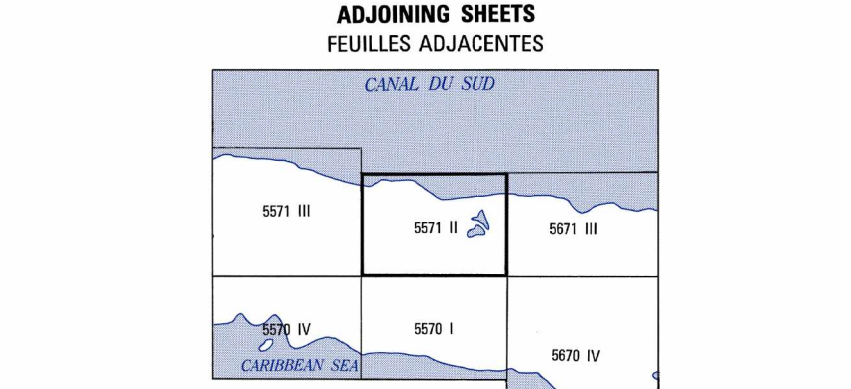 ADJOINING SHEETS
FEUILLES ADJACENTES
CANAL DU SUD
5571 III
5571 II
5671 III
5570 IV
5570 I
5670 IV
CARIBBEAN SEA